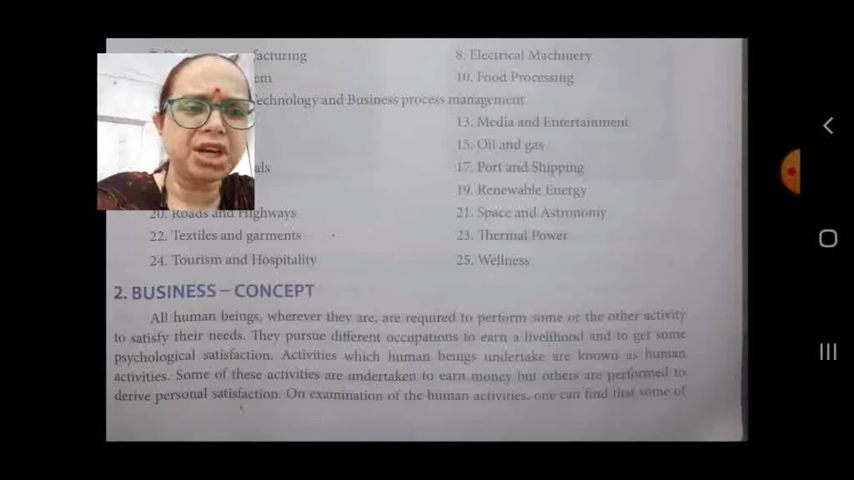 facturing
8. Electrical Machinery
em
10. Food Processing
Technology and Business process management
13. Media and Entertainment
15. Oil and gas
als
17. Port and Shipping
19. Renewable Energy
20. Roads and Highways
21. Space and Astronomy
22. Textiles and garments
23. Thermal Power
24. Tourism and Hospitality
25. Wellness
2. BUSINESS – CONCEPT
All human beings, wherever they are, are required to perform some or the other activity
to satisfy their needs. They pursue different occupations to earn a livelihood and to get some
psychological satisfaction. Activities which human beings undertake are known as human
activities. Some of these activities are undertaken to earn money but others are performed to
derive personal satisfaction. On examination of the human activities, one can find that some of